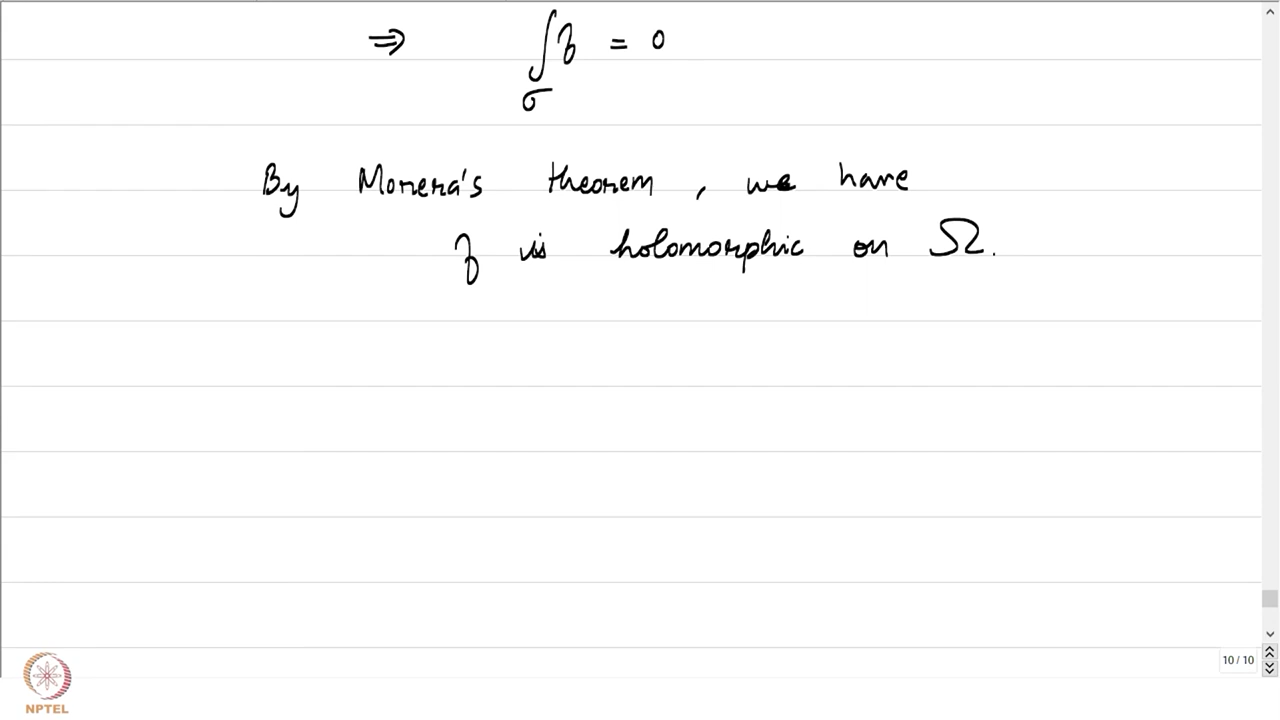 ⇒ ∫_σ f = 0
By Morera's theorem, we have
f is holomorphic on Ω.
10 / 10
NPTEL